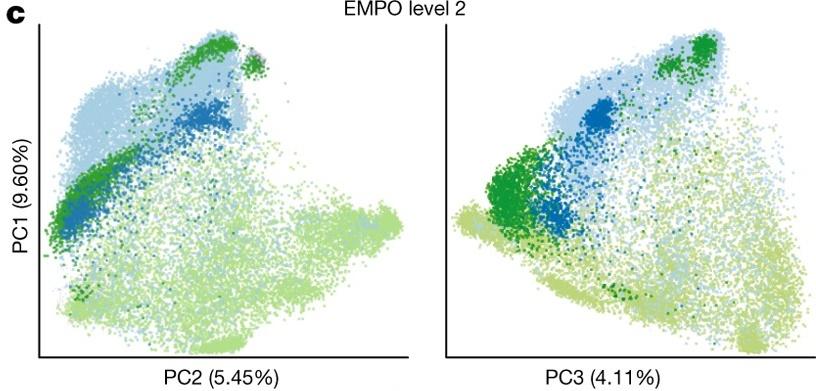 c
EMPO level 2
PC1 (9.60%)
PC2 (5.45%)
PC3 (4.11%)